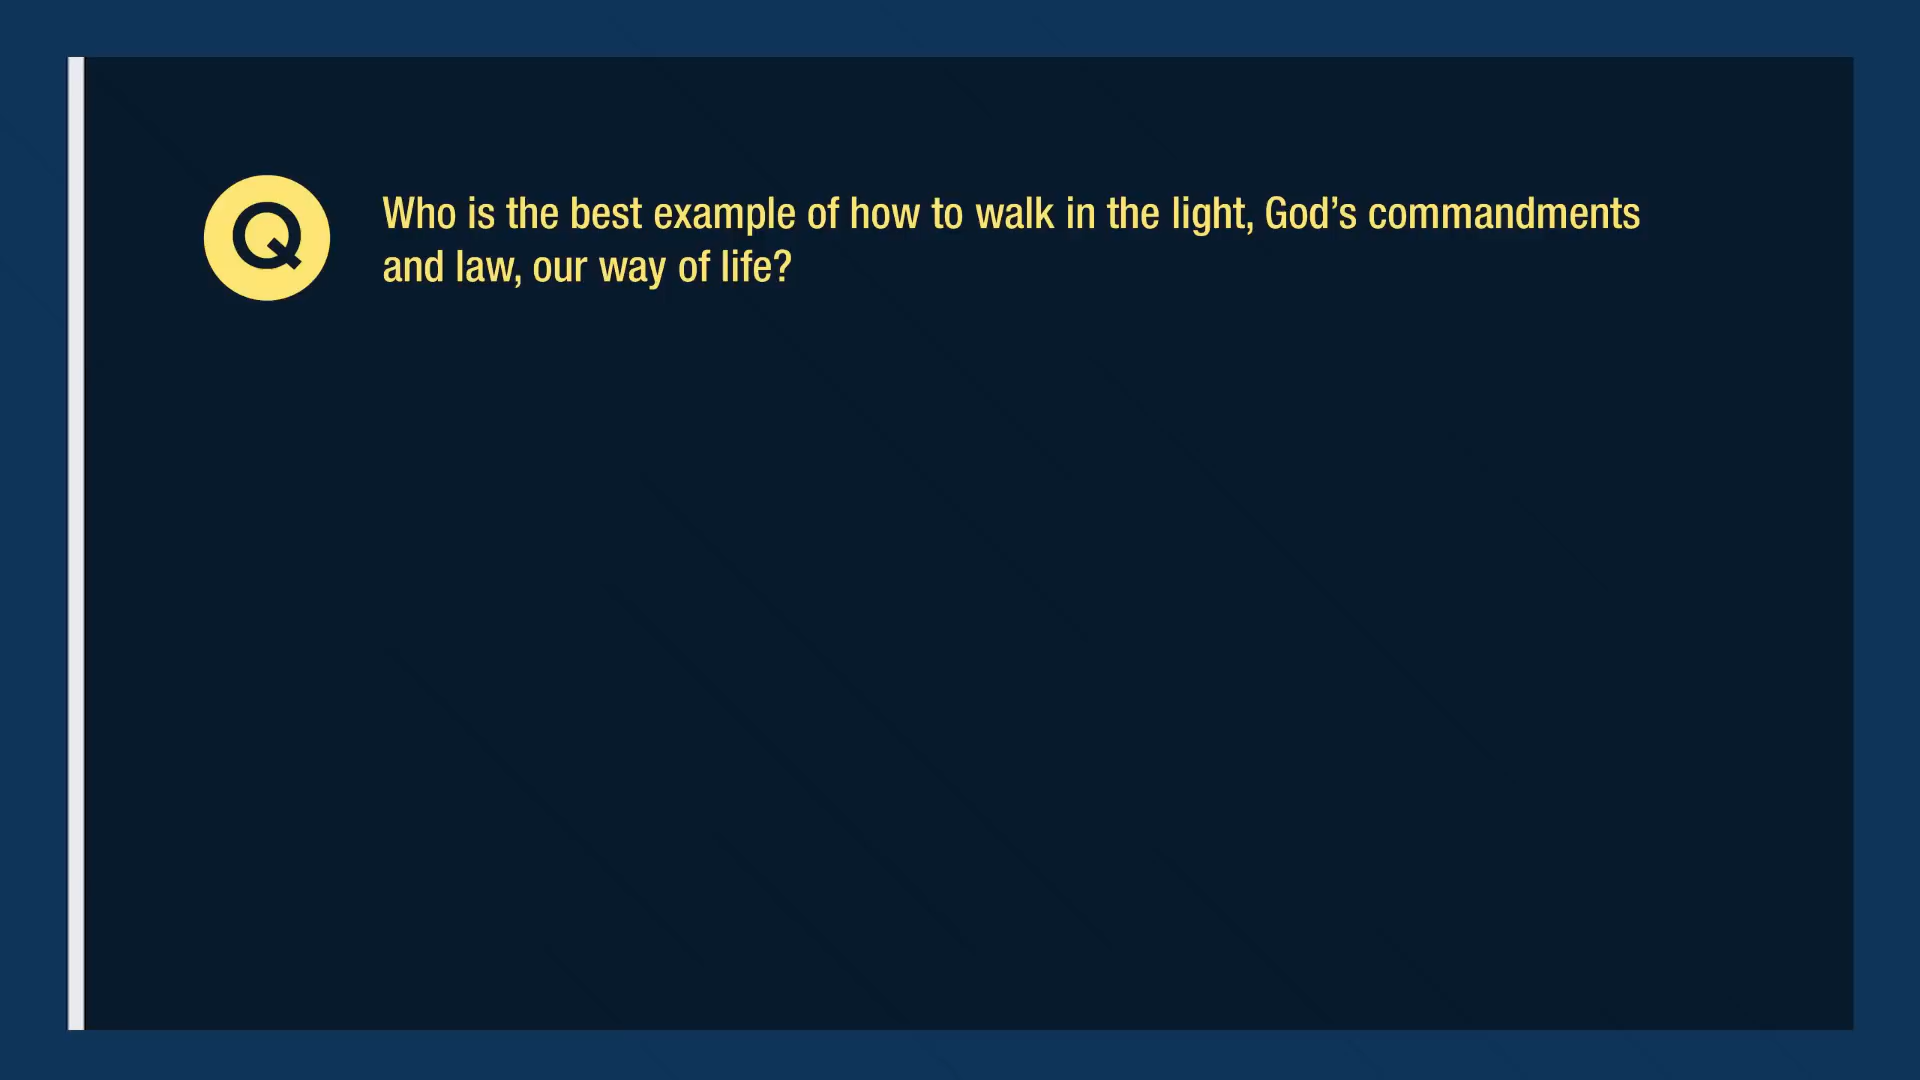 Q
Who is the best example of how to walk in the light, God’s commandments
and law, our way of life?